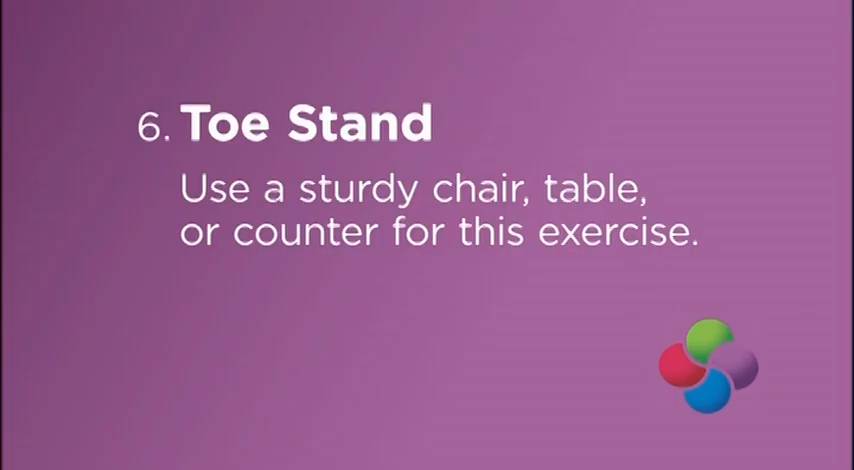 6. Toe Stand
Use a sturdy chair, table,
or counter for this exercise.